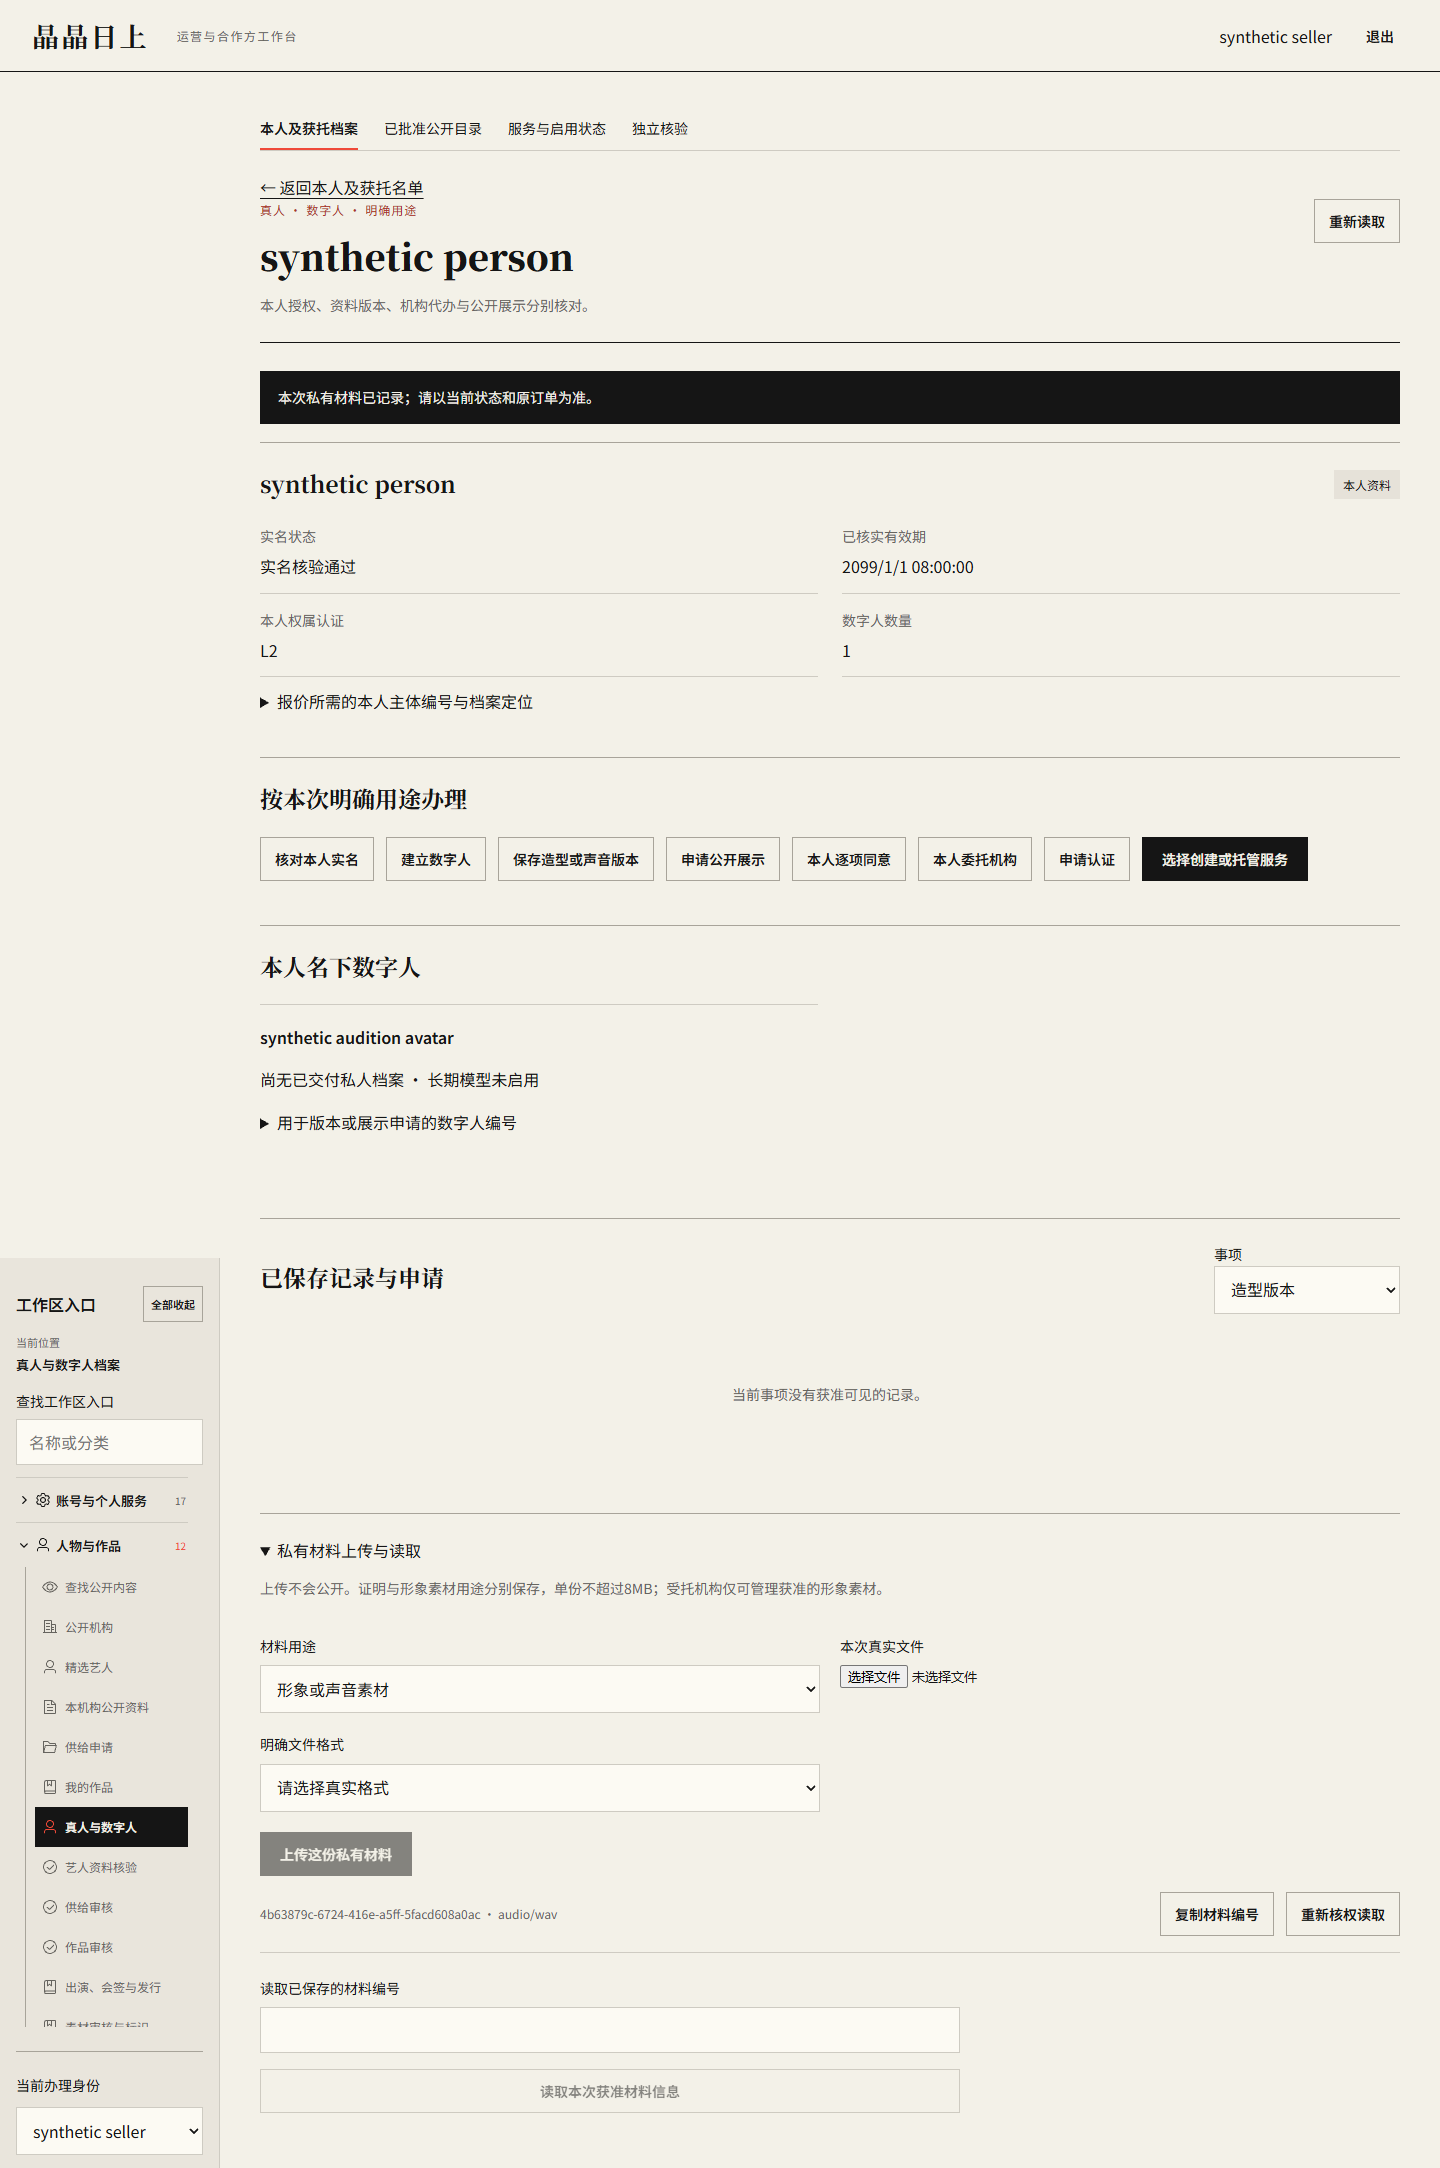 晶晶日上
运营与合作方工作台
synthetic seller
退出
本人及获托档案
已批准公开目录
服务与启用状态
独立核验
← 返回本人及获托名单
真人 · 数字人 · 明确用途
重新读取
synthetic person
本人授权、资料版本、机构代办与公开展示分别核对。
本次私有材料已记录；请以当前状态和原订单为准。
synthetic person
本人资料
实名状态
实名核验通过
已核实有效期
2099/1/1 08:00:00
本人权属认证
L2
数字人数量
1
报价所需的本人主体编号与档案定位
按本次明确用途办理
核对本人实名
建立数字人
保存造型或声音版本
申请公开展示
本人逐项同意
本人委托机构
申请认证
选择创建或托管服务
本人名下数字人
synthetic audition avatar
尚无已交付私人档案 · 长期模型未启用
用于版本或展示申请的数字人编号
已保存记录与申请
事项
造型版本
当前事项没有获准可见的记录。
私有材料上传与读取
上传不会公开。证明与形象素材用途分别保存，单份不超过8MB；受托机构仅可管理获准的形象素材。
材料用途
形象或声音素材
本次真实文件
选择文件 未选择文件
明确文件格式
请选择真实格式
上传这份私有材料
4b63879c-6724-416e-a5ff-5facd608a0ac · audio/wav
复制材料编号
重新核权读取
读取已保存的材料编号
读取本次获准材料信息
工作区入口
全部收起
当前位置
真人与数字人档案
查找工作区入口
名称或分类
账号与个人服务 17
人物与作品 12
查找公开内容
公开机构
精选艺人
本机构公开资料
供给申请
我的作品
真人与数字人
艺人资料核验
供给审核
作品审核
出演、会签与发行
素材审核与标识
当前办理身份
synthetic seller